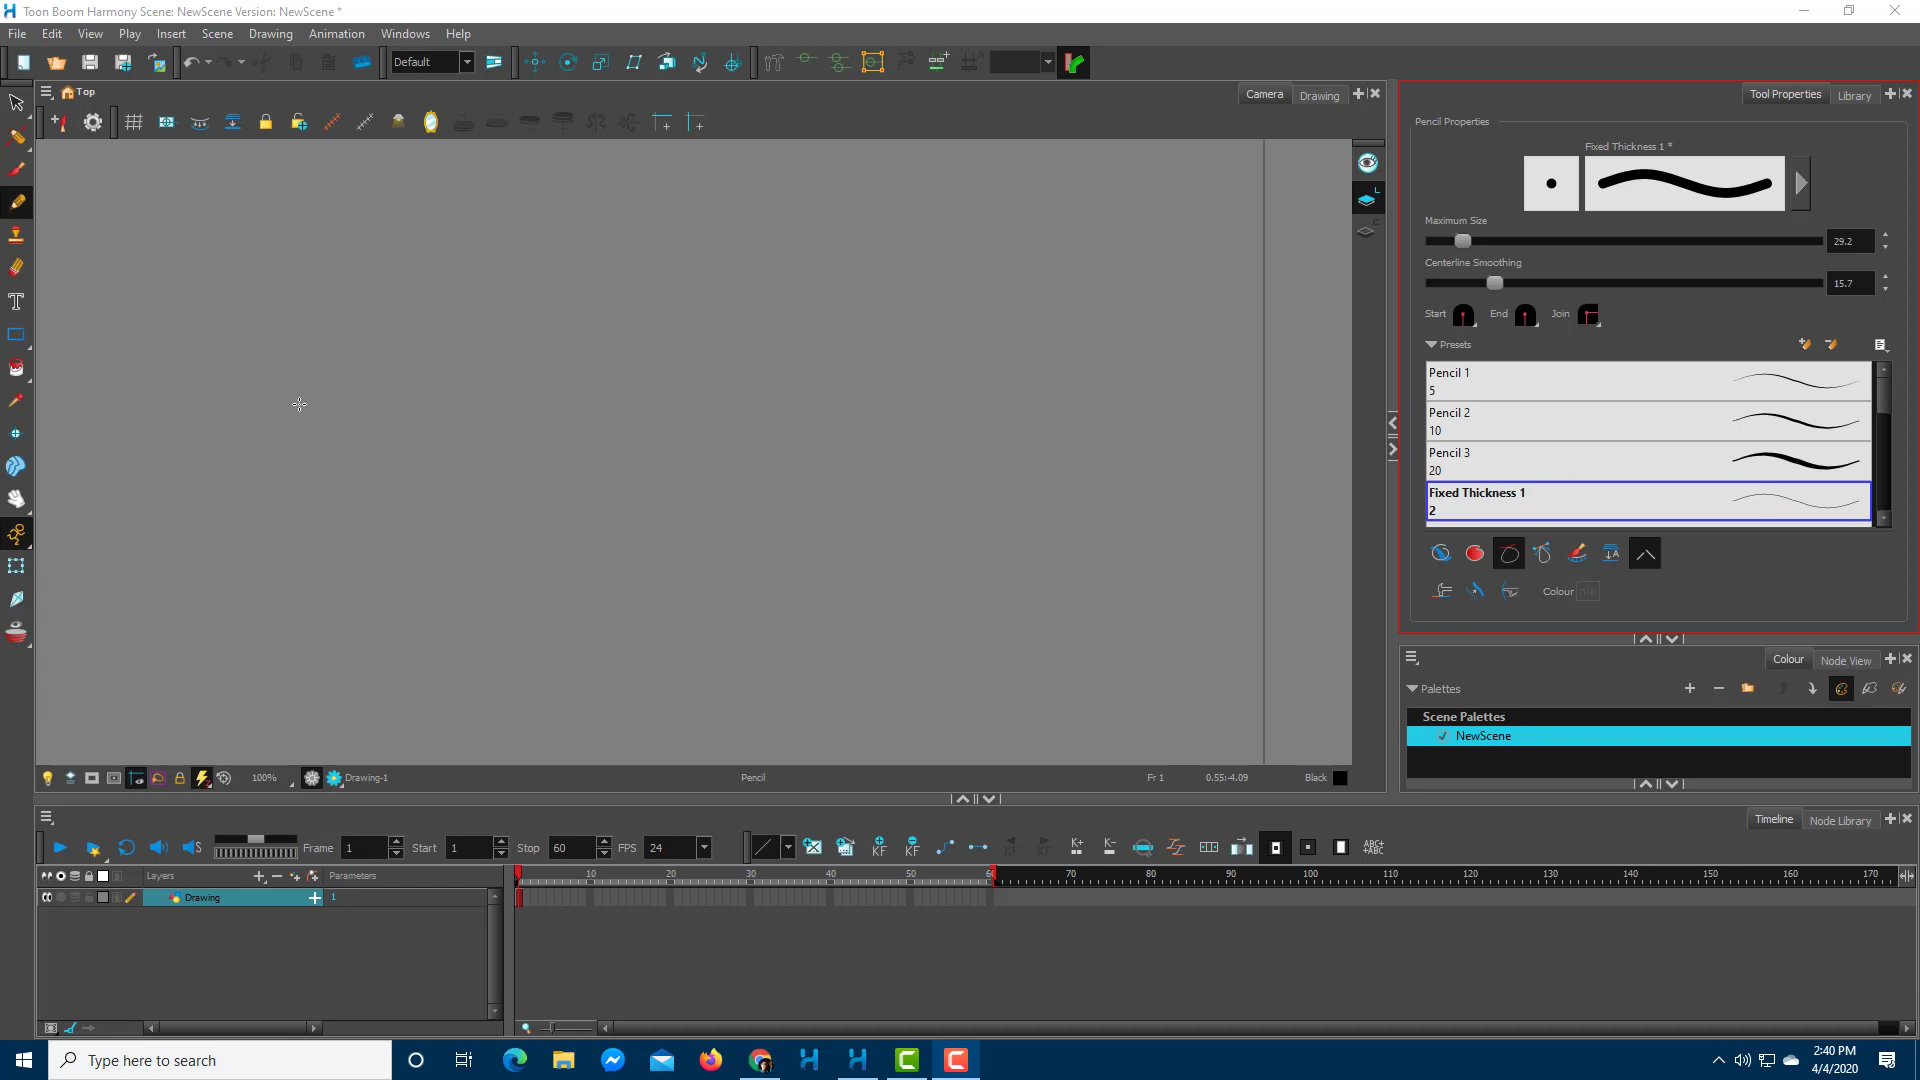 Toon Boom Harmony Scene: NewScene Version: NewScene *
File Edit View Play Insert Scene Drawing Animation Windows Help
Default
Top
Camera Drawing
Tool Properties Library
Pencil Properties
Fixed Thickness 1 *
Maximum Size
29.2
Centerline Smoothing
15.7
Start End Join
Presets
Pencil 1
5
Pencil 2
10
Pencil 3
20
Fixed Thickness 1
2
Colour n/a
Colour Node View
Palettes
Scene Palettes
NewScene
100% Drawing-1 Pencil Fr 1 0.55:-4.09 Black
Timeline Node Library
Frame 1 Start 1 Stop 60 FPS 24
KF KF KF KF K+ K- ABC+ ABC
Layers Parameters 10 20 30 40 50 60 70 80 90 100 110 120 130 140 150 160 170
Drawing 1
Type here to search
2:40 PM
4/4/2020